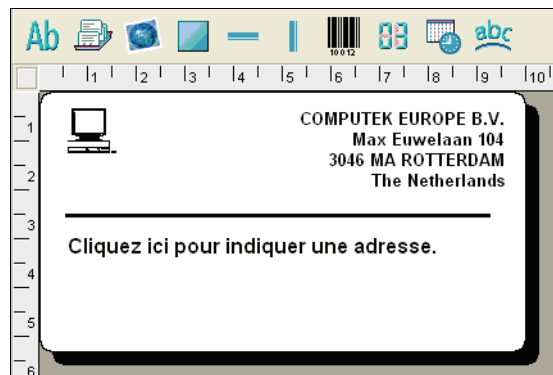 Ab abc
10012
1 2 3 4 5 6 7 8 9 10
1
2
3
4
5
6
COMPUTEK EUROPE B.V.
Max Euwelaan 104
3046 MA ROTTERDAM
The Netherlands
Cliquez ici pour indiquer une adresse.